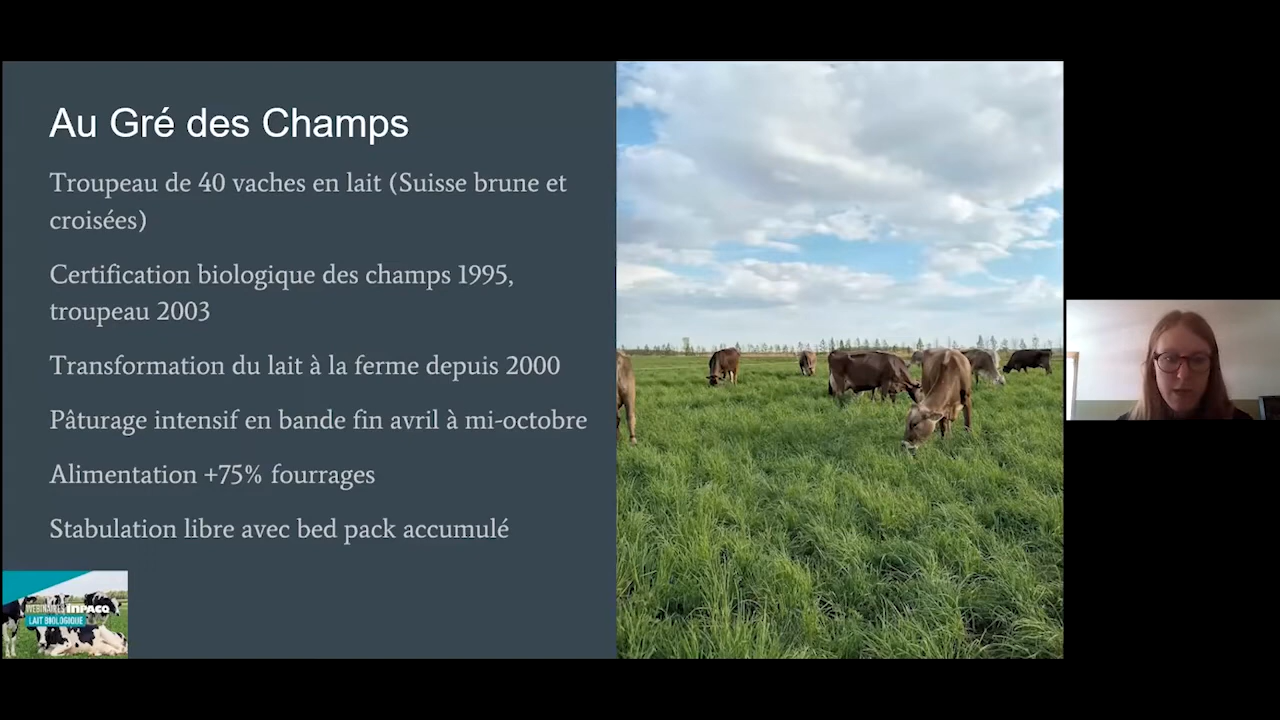 Au Gré des Champs
Troupeau de 40 vaches en lait (Suisse brune et
croisées)
Certification biologique des champs 1995,
troupeau 2003
Transformation du lait à la ferme depuis 2000
Pâturage intensif en bande fin avril à mi-octobre
Alimentation +75% fourrages
Stabulation libre avec bed pack accumulé
WEBINAIRES INPACQ
LAIT BIOLOGIQUE